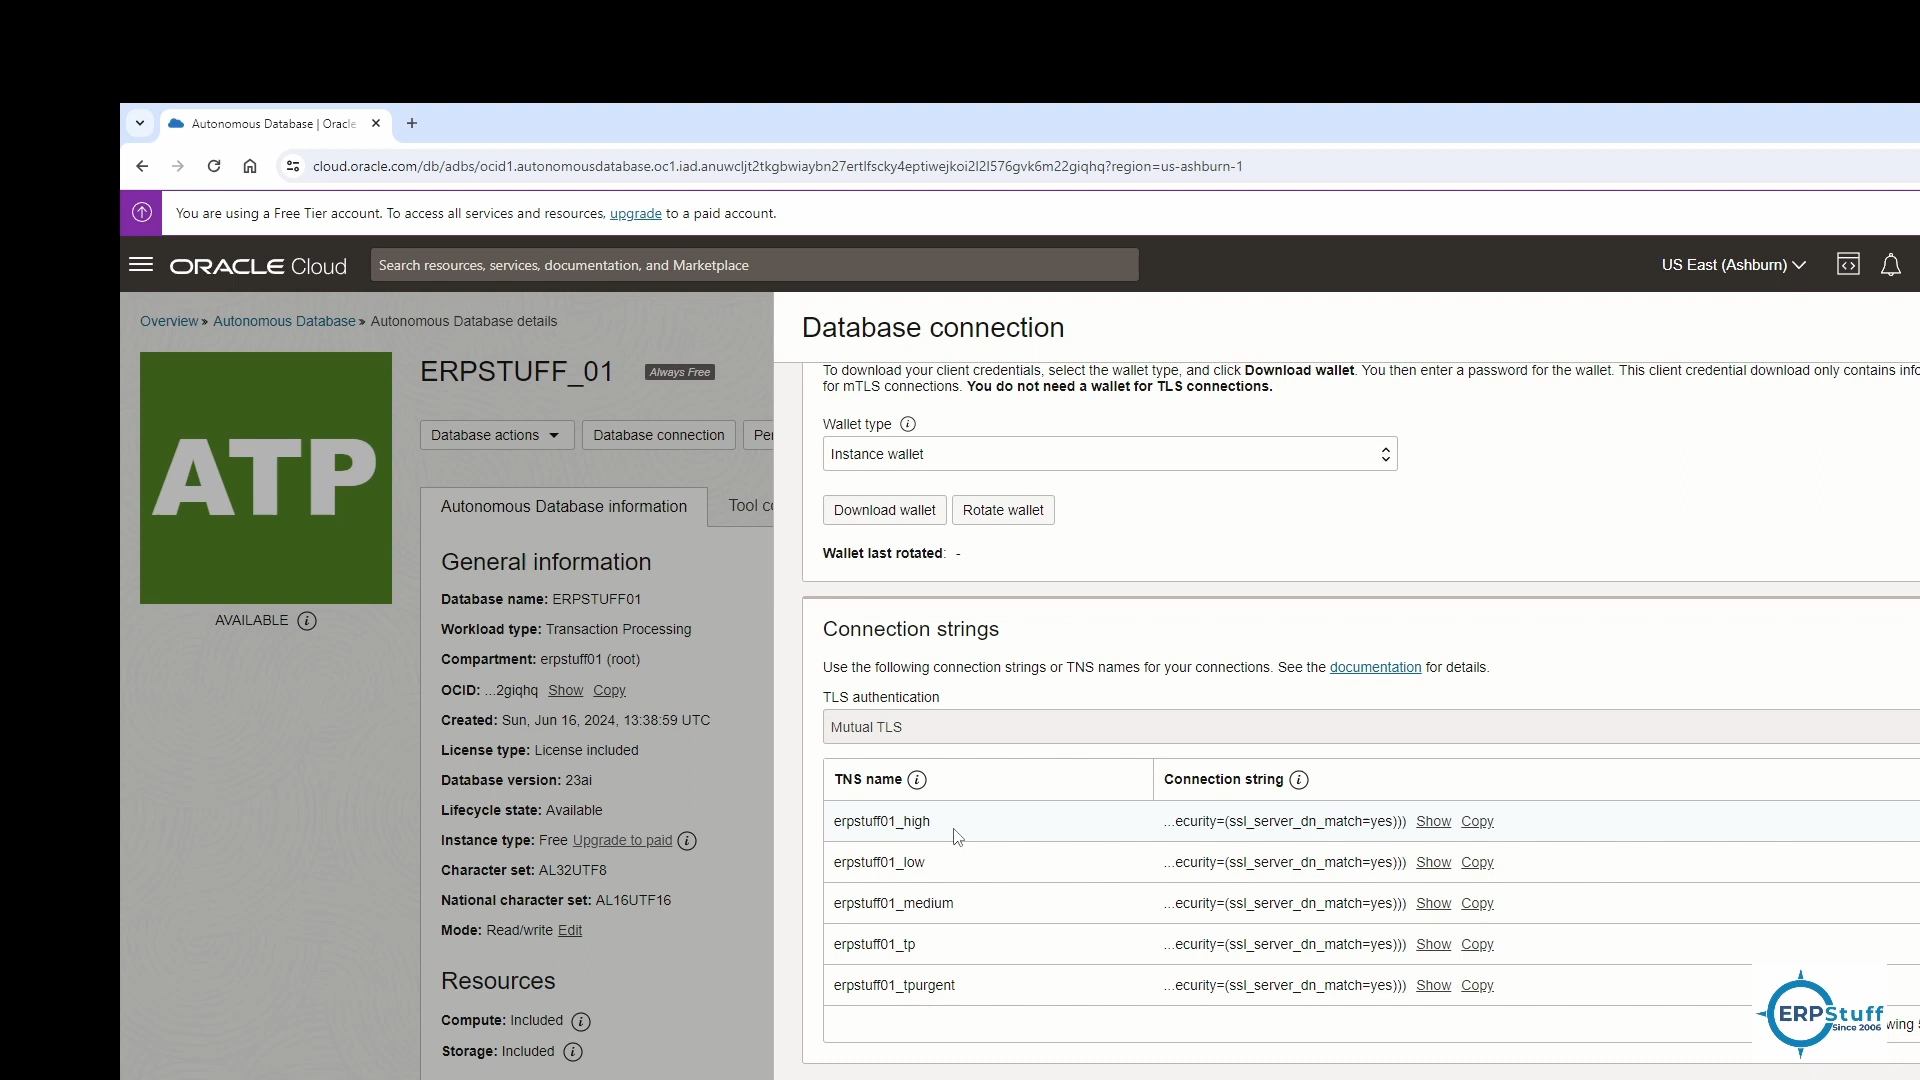 Autonomous Database | Oracle
cloud.oracle.com/db/adbs/ocid1.autonomousdatabase.oc1.iad.anuwcljt2tkgbwiaybn27ertlfscky4eptiwejkoi2l2l576gvk6m22giqhq?region=us-ashburn-1
You are using a Free Tier account. To access all services and resources, upgrade to a paid account.
ORACLE Cloud
Search resources, services, documentation, and Marketplace
US East (Ashburn)
Overview » Autonomous Database » Autonomous Database details
ATP
AVAILABLE
ERPSTUFF_01 Always Free
Database actions Database connection
Autonomous Database information Tool
General information
Database name: ERPSTUFF01
Workload type: Transaction Processing
Compartment: erpstuff01 (root)
OCID: ...2giqhq Show Copy
Created: Sun, Jun 16, 2024, 13:38:59 UTC
License type: License included
Database version: 23ai
Lifecycle state: Available
Instance type: Free Upgrade to paid
Character set: AL32UTF8
National character set: AL16UTF16
Mode: Read/write Edit
Resources
Compute: Included
Storage: Included
Database connection
To download your client credentials, select the wallet type, and click Download wallet. You then enter a password for the wallet. This client credential download only contains
for mTLS connections. You do not need a wallet for TLS connections.
Wallet type
Instance wallet
Download wallet Rotate wallet
Wallet last rotated: -
Connection strings
Use the following connection strings or TNS names for your connections. See the documentation for details.
TLS authentication
Mutual TLS
TNS name Connection string
erpstuff01_high ...ecurity=(ssl_server_dn_match=yes))) Show Copy
erpstuff01_low ...ecurity=(ssl_server_dn_match=yes))) Show Copy
erpstuff01_medium ...ecurity=(ssl_server_dn_match=yes))) Show Copy
erpstuff01_tp ...ecurity=(ssl_server_dn_match=yes))) Show Copy
erpstuff01_tpurgent ...ecurity=(ssl_server_dn_match=yes))) Show Copy
ERPStuff
Since 2006